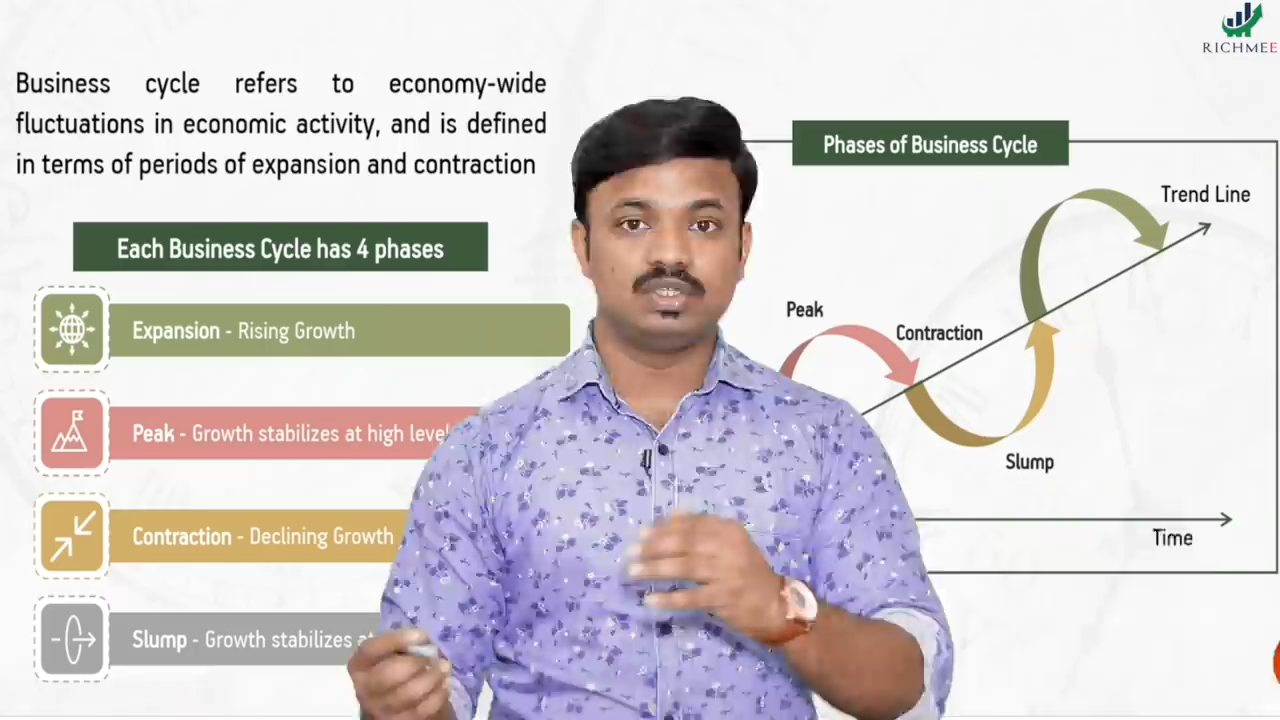 RICHMEE
Business cycle refers to economy-wide
fluctuations in economic activity, and is defined
in terms of periods of expansion and contraction
Each Business Cycle has 4 phases
Expansion - Rising Growth
Peak - Growth stabilizes at high level
Contraction - Declining Growth
Slump - Growth stabilizes at
Phases of Business Cycle
Trend Line
Peak
Contraction
Slump
Time